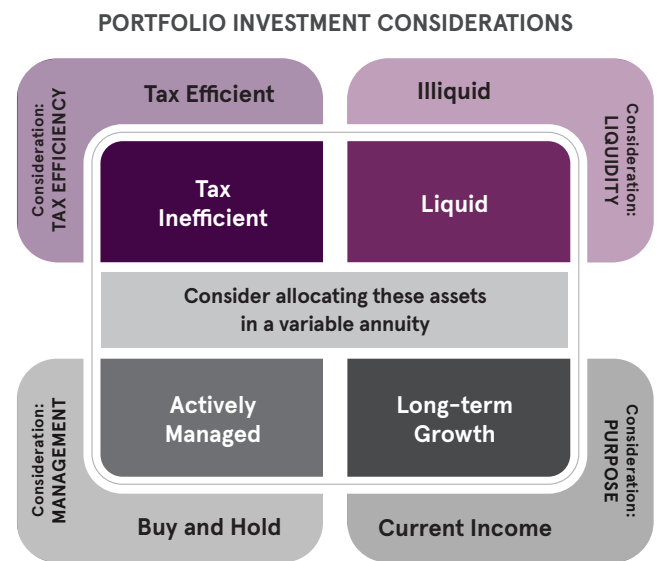 PORTFOLIO INVESTMENT CONSIDERATIONS
Consideration:
TAX EFFICIENCY
Tax Efficient
Tax
Inefficient
Illiquid
Liquid
Consideration:
LIQUIDITY
Consider allocating these assets
in a variable annuity
Consideration:
MANAGEMENT
Actively
Managed
Buy and Hold
Long-term
Growth
Current Income
Consideration:
PURPOSE